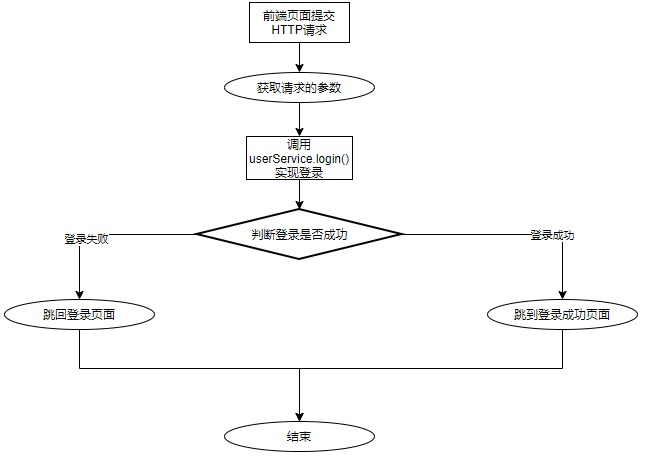 前端页面提交
HTTP请求
获取请求的参数
调用
userService.login()
实现登录
判断登录是否成功
登录失败
登录成功
跳回登录页面
跳到登录成功页面
结束